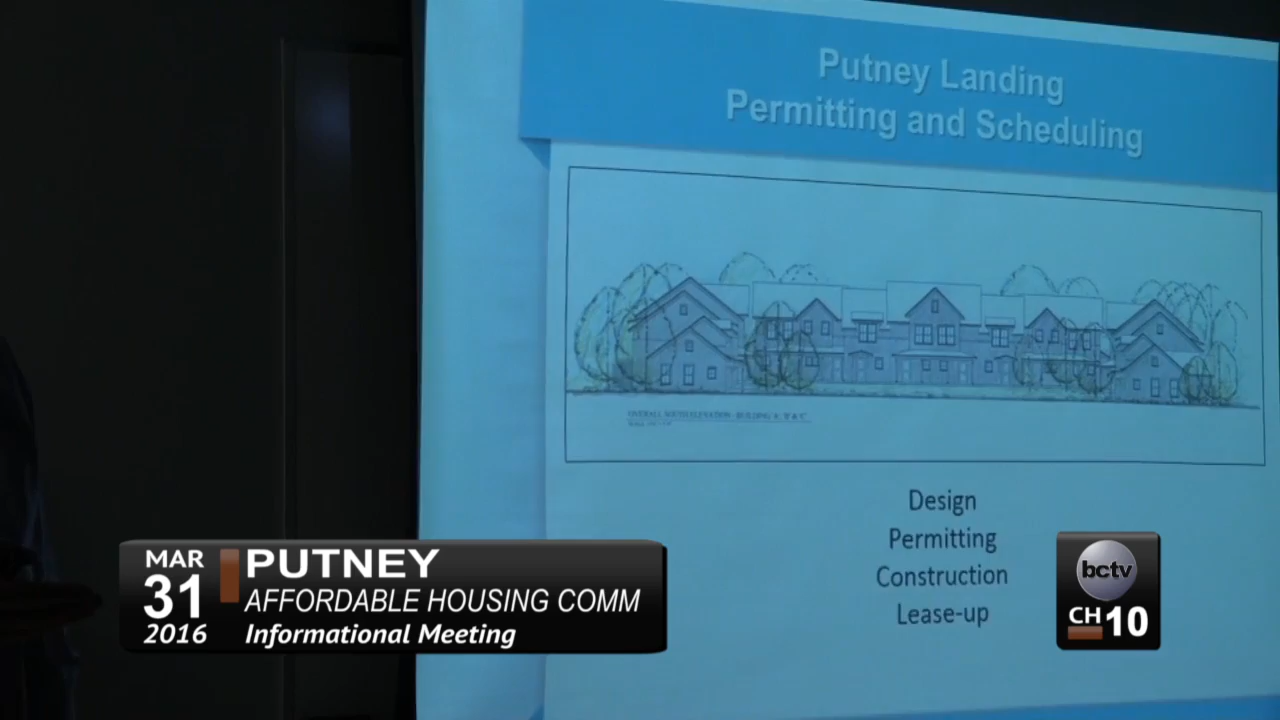 Putney Landing
Permitting and Scheduling
Design
Permitting
Construction
Lease-up
MAR
31
2016
PUTNEY
AFFORDABLE HOUSING COMM
Informational Meeting
bctv
CH 10